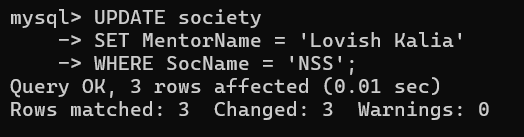 mysql> UPDATE society
    -> SET MentorName = 'Lovish Kalia'
    -> WHERE SocName = 'NSS';
Query OK, 3 rows affected (0.01 sec)
Rows matched: 3  Changed: 3  Warnings: 0